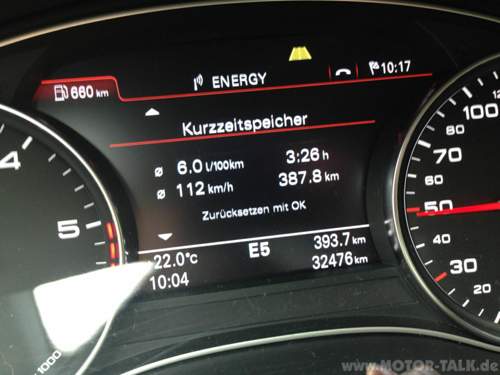 ENERGY
10:17
660 km
Kurzzeitspeicher
ø 6.0 l/100km 3:26 h
ø 112 km/h 387.8 km
Zurücksetzen mit OK
22.0°C E5 393.7 km
10:04 32476 km
4
5
1000
100
50
30
20
www.MOTOR-TALK.de